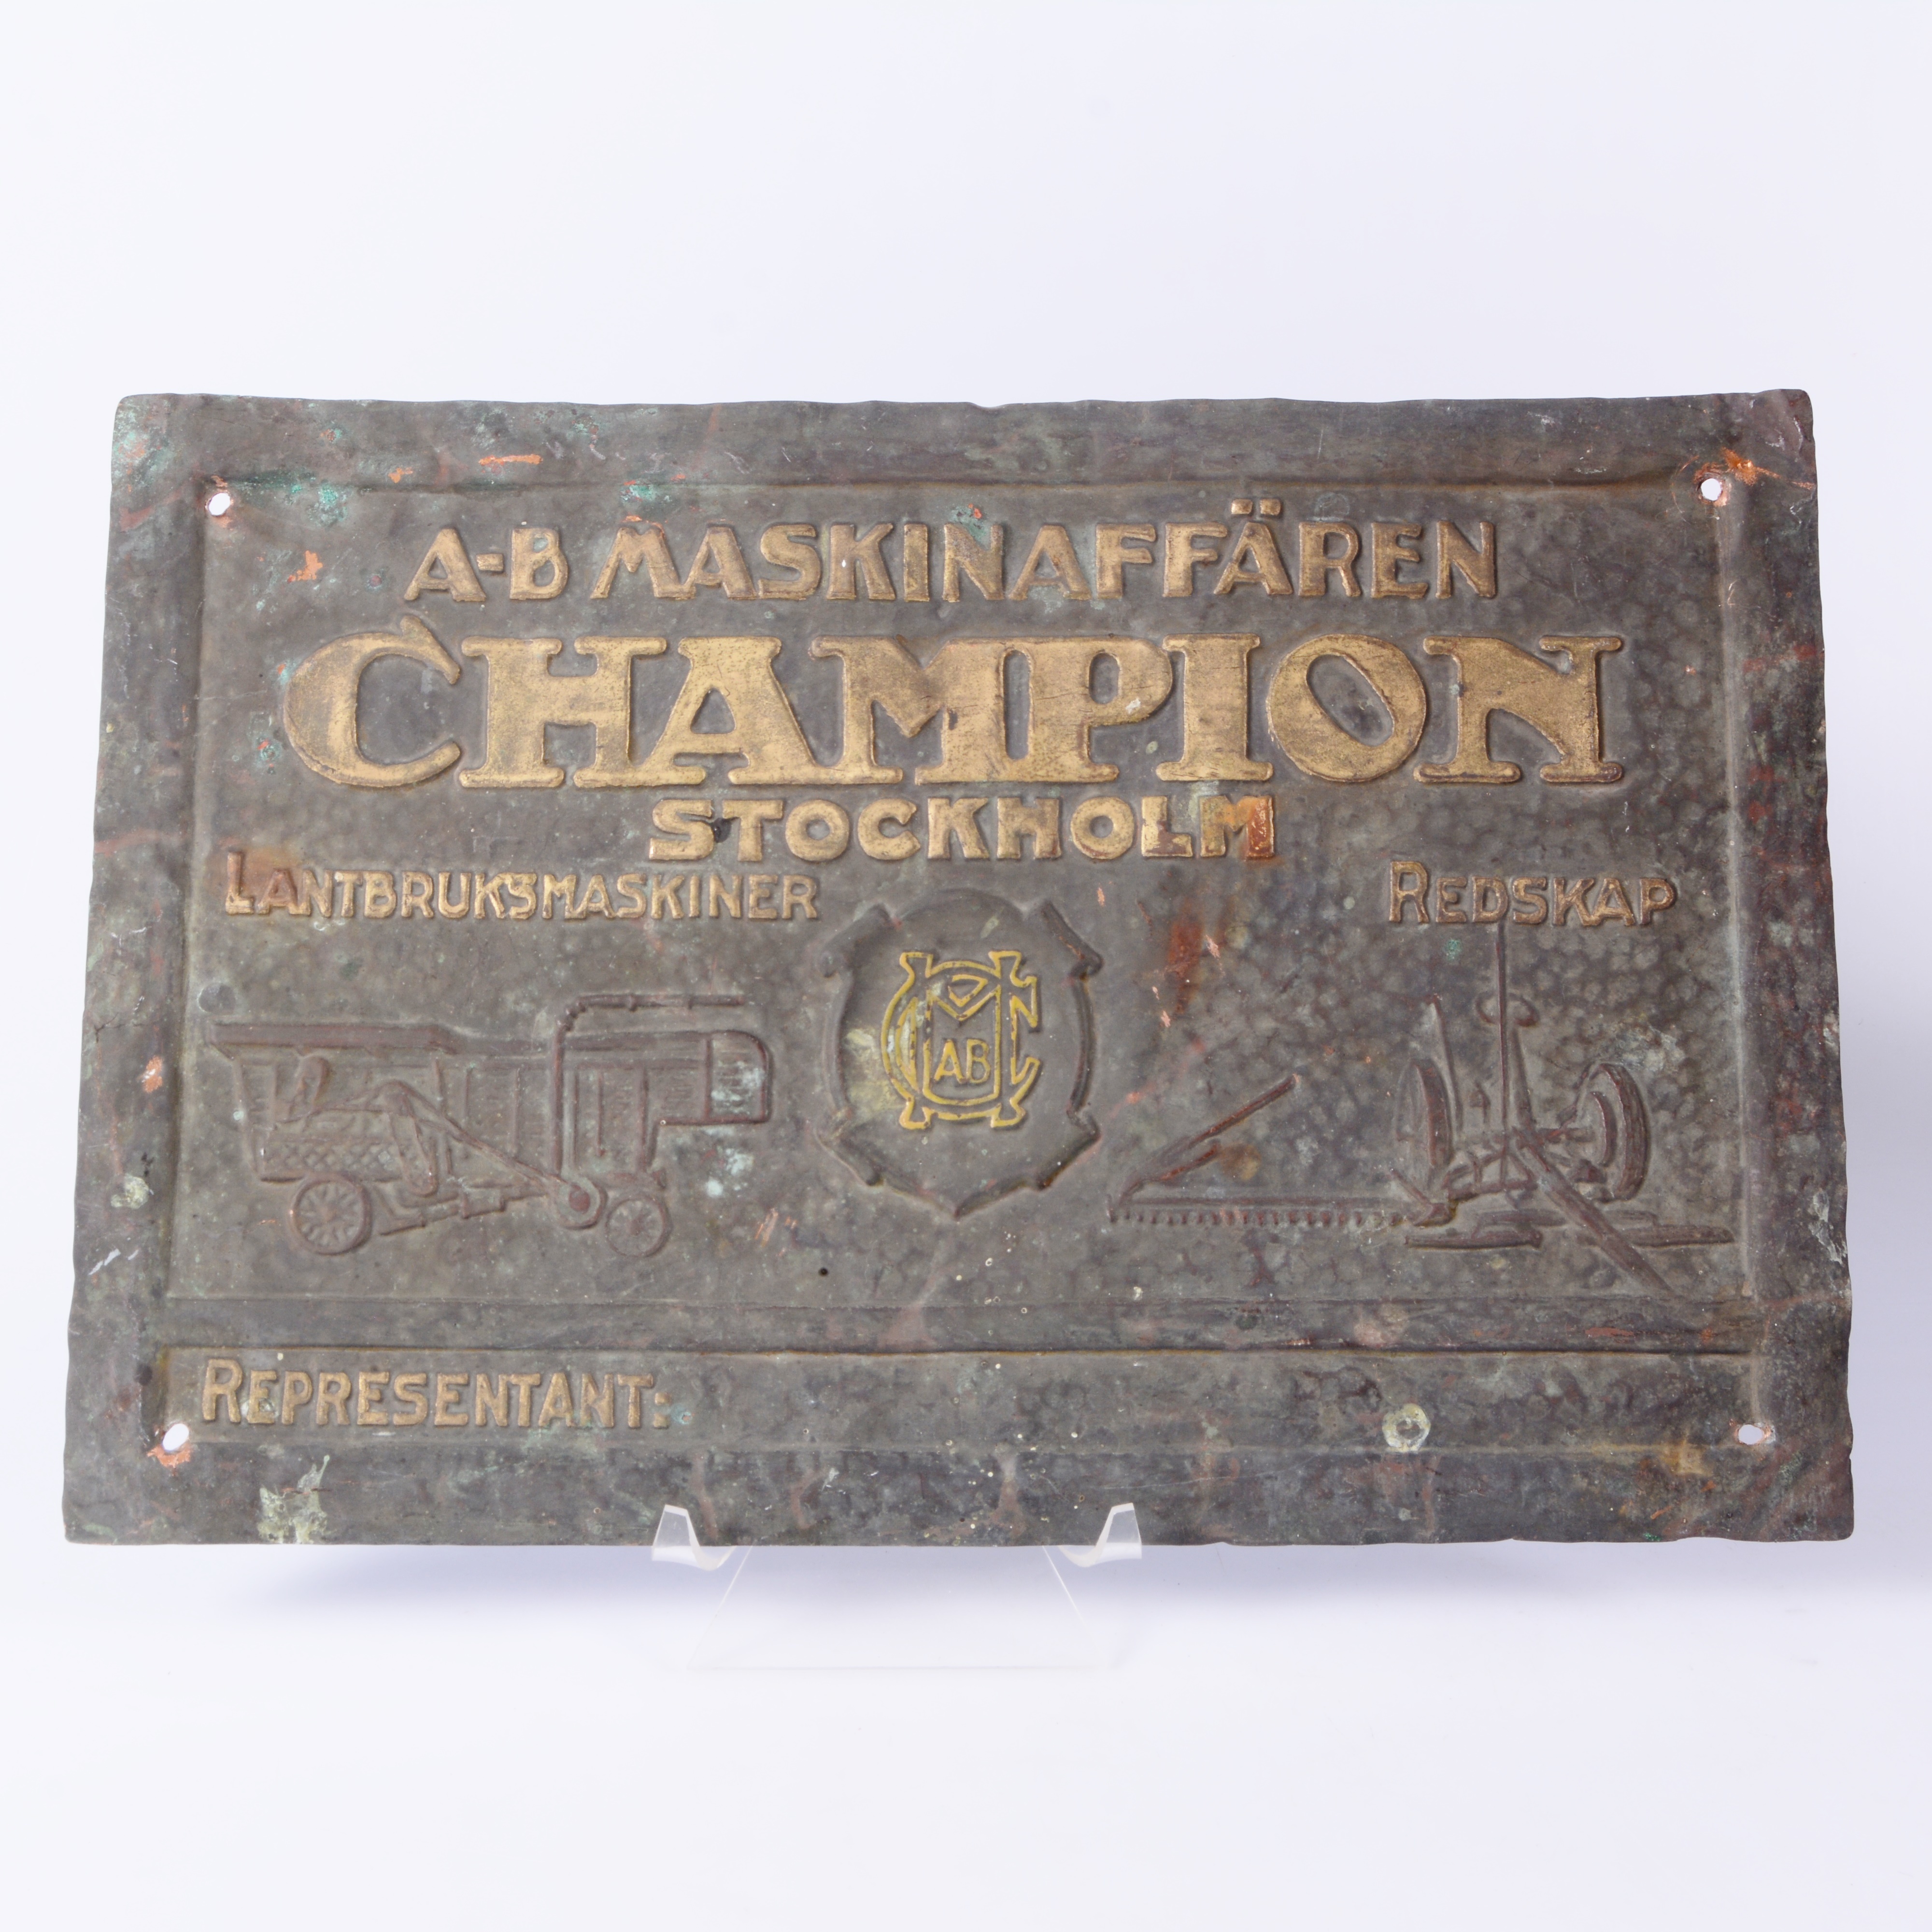 A-B MASKINAFFÄREN
CHAMPION
STOCKHOLM
LANTBRUKSMASKINER REDSKAP
MC
AB
REPRESENTANT: